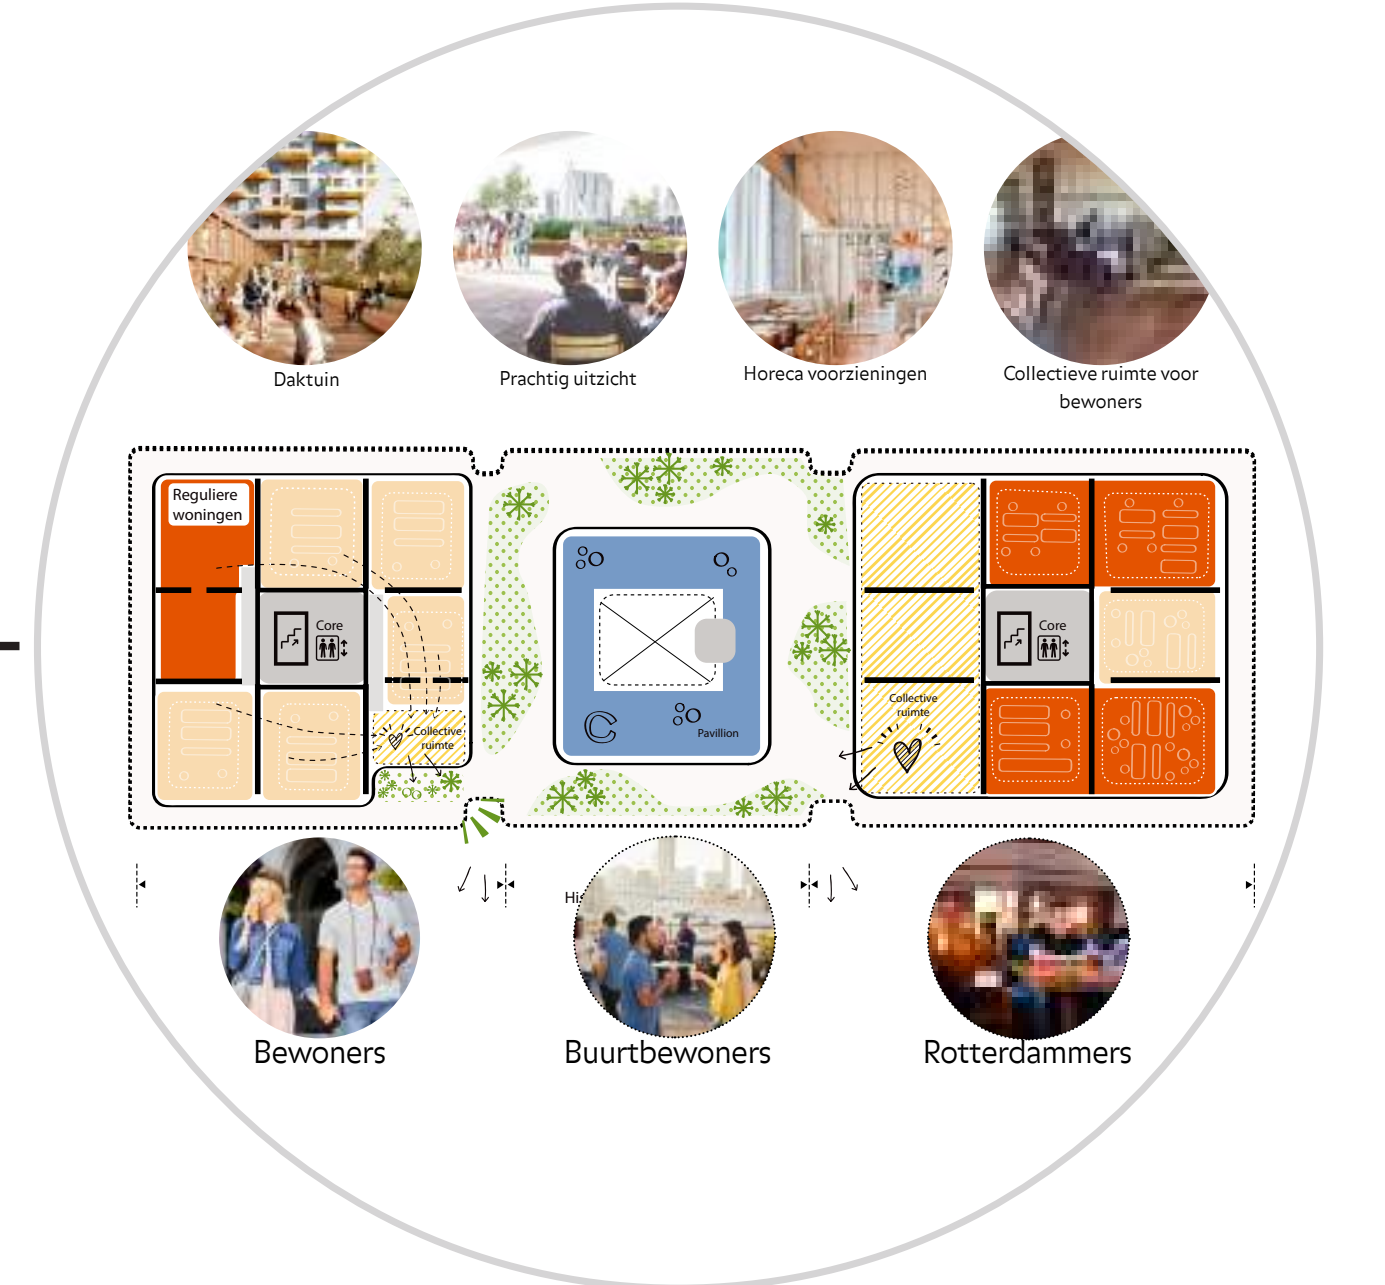 Daktuin
Prachtig uitzicht
Horeca voorzieningen
Collectieve ruimte voor
bewoners
Reguliere
woningen
Core
Collective
ruimte
C
Pavillion
Core
Collective
ruimte
Bewoners
Buurtbewoners
Rotterdammers